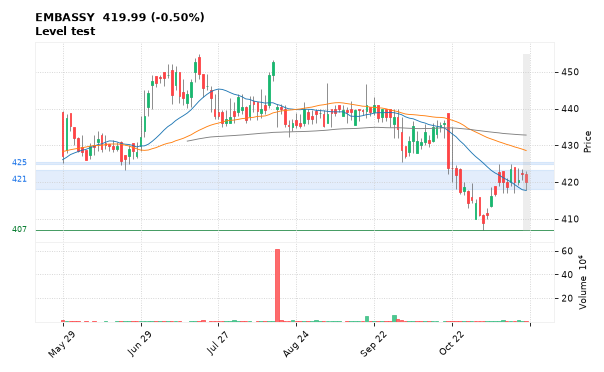 EMBASSY 419.99 (-0.50%)
Level test
450
440
430
420
410
Price
425
421
407
60
40
20
Volume 10⁴
May 29
Jun 29
Jul 27
Aug 24
Sep 22
Oct 22